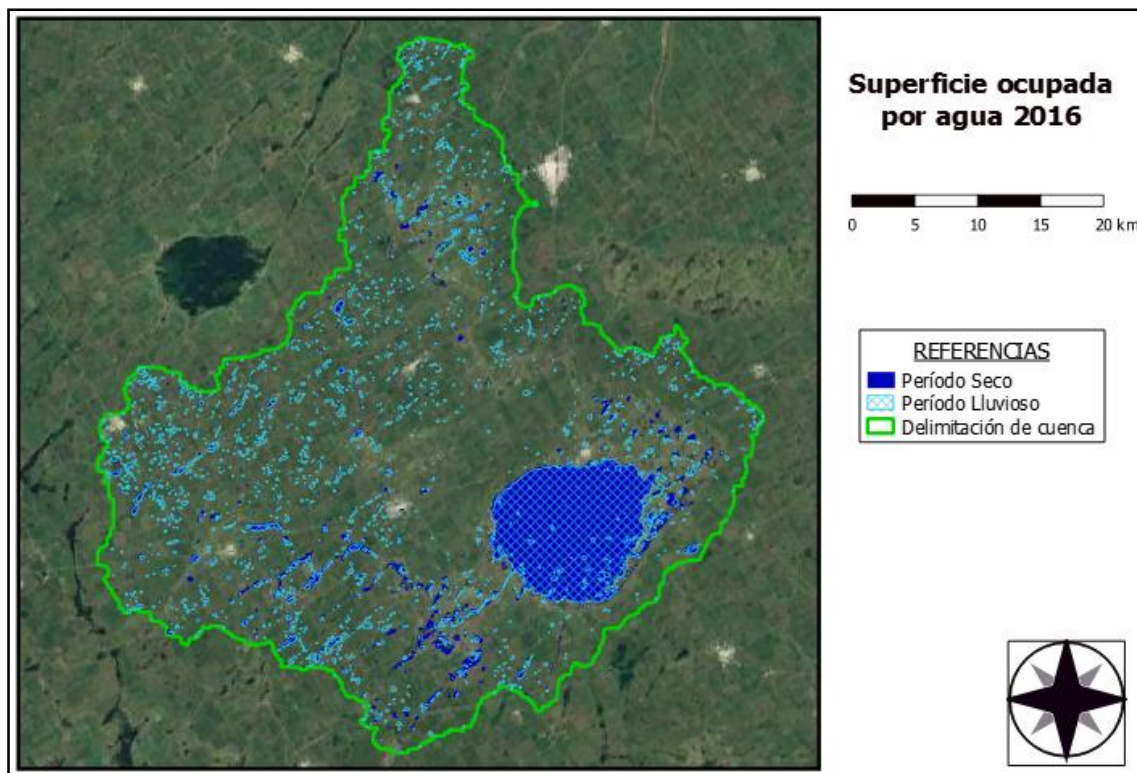 Superficie ocupada
por agua 2016
0 5 10 15 20 km
REFERENCIAS
Período Seco
Período Lluvioso
Delimitación de cuenca